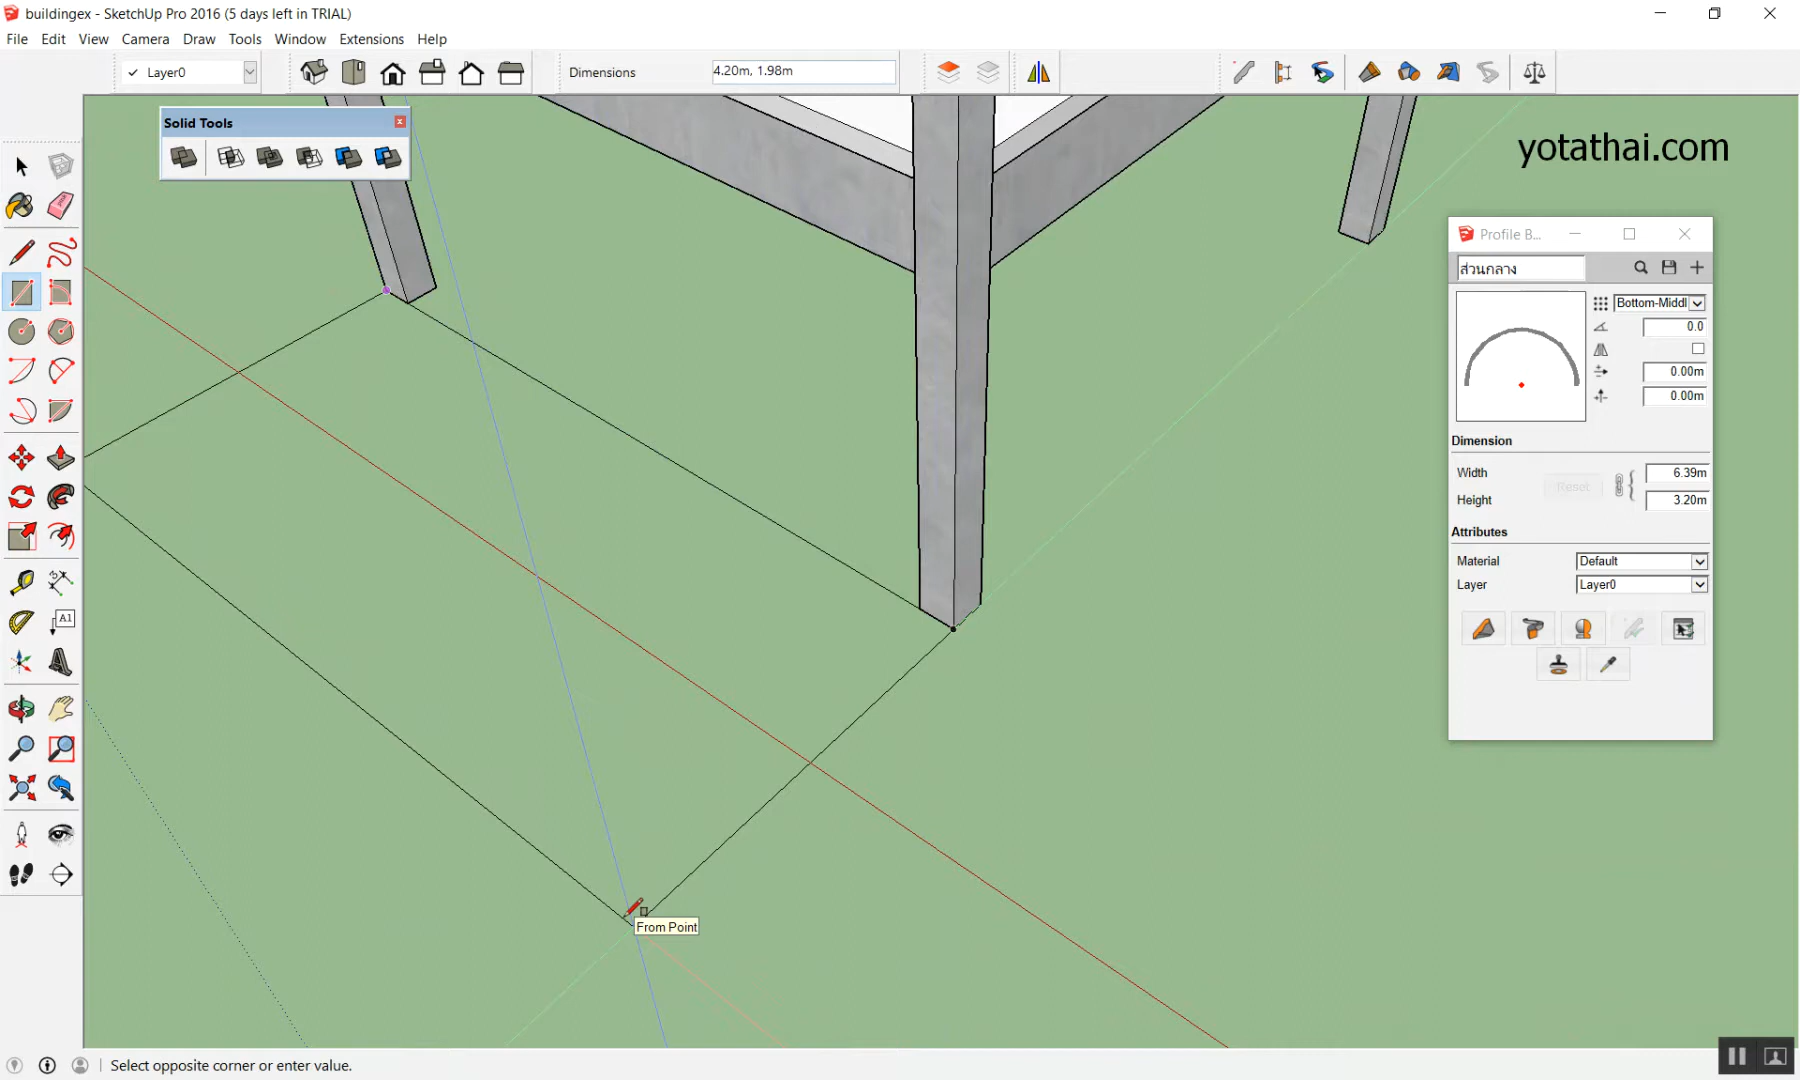 buildingex - SketchUp Pro 2016 (5 days left in TRIAL)
File Edit View Camera Draw Tools Window Extensions Help
Layer0
Dimensions 4.20m, 1.98m
Solid Tools
yotathai.com
Profile B...
ส่วนกลาง
Bottom-Middl
0.0
0.00m
0.00m
Dimension
Width 6.39m
Reset
Height 3.20m
Attributes
Material Default
Layer Layer0
A1
From Point
Select opposite corner or enter value.